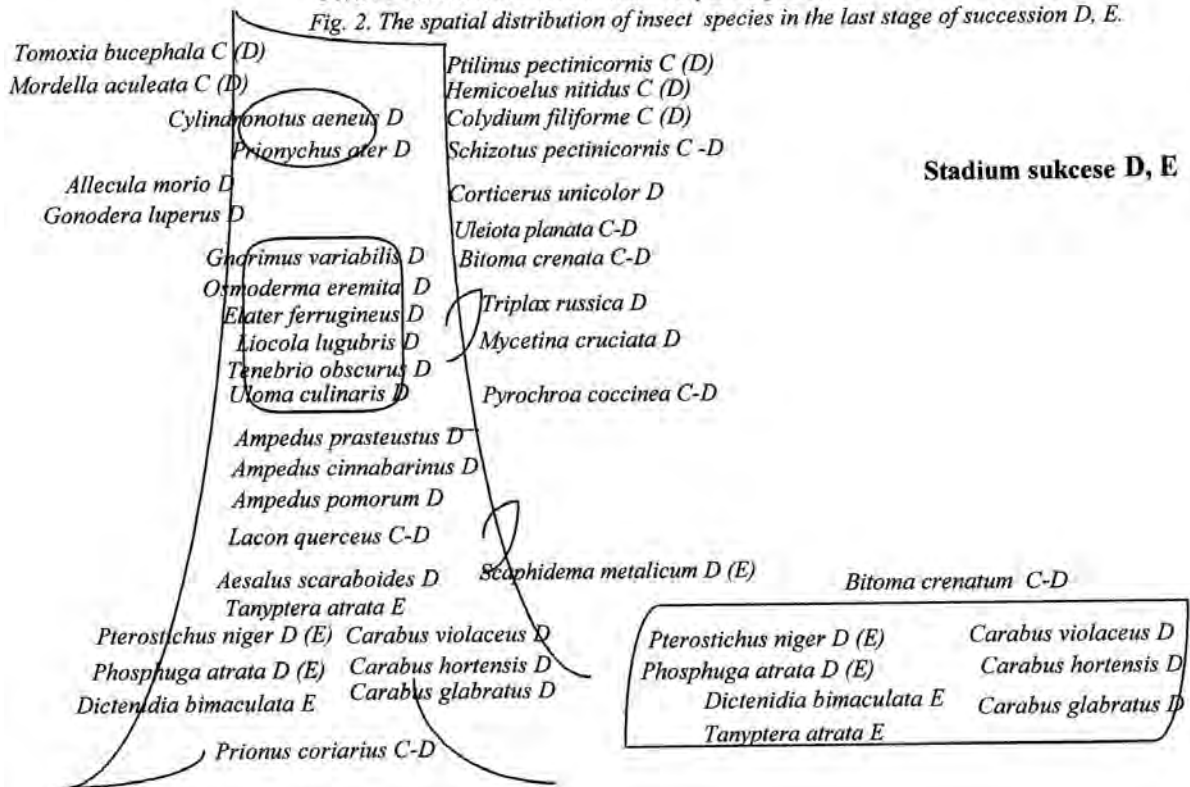 Fig. 2. The spatial distribution of insect species in the last stage of succession D, E.
Tomoxia bucephala C (D)
Mordella aculeata C (D)
Ptilinus pectinicornis C (D)
Hemicoelus nitidus C (D)
Cylindronotus aeneus D
Colydium filiforme C (D)
Prionychus ater D
Schizotus pectinicornis C -D
Stadium sukcese D, E
Allecula morio D
Corticerus unicolor D
Gonodera luperus D
Uleiota planata C-D
Gnorimus variabilis D
Bitoma crenata C-D
Osmoderma eremita D
Triplax russica D
Elater ferrugineus D
Liocola lugubris D
Mycetina cruciata D
Tenebrio obscurus D
Uloma culinaris D
Pyrochroa coccinea C-D
Ampedus prasteustus D
Ampedus cinnabarinus D
Ampedus pomorum D
Lacon querceus C-D
Aesalus scaraboides D
Scaphidema metalicum D (E)
Bitoma crenatum C-D
Tanyptera atrata E
Pterostichus niger D (E) Carabus violaceus D
Phosphuga atrata D (E) Carabus hortensis D
Carabus glabratus D
Dictenidia bimaculata E
Prionus coriarius C-D
Pterostichus niger D (E) Carabus violaceus D
Phosphuga atrata D (E) Carabus hortensis D
Dictenidia bimaculata E Carabus glabratus D
Tanyptera atrata E